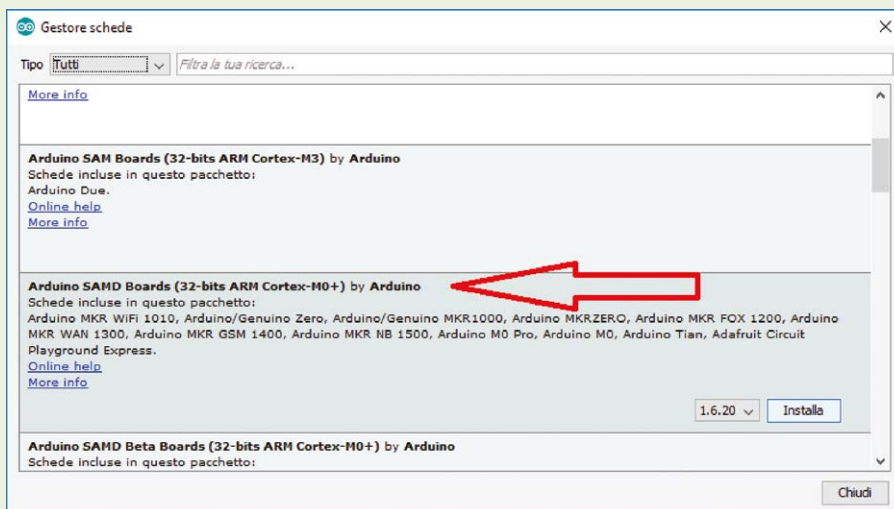 Gestore schede
Tipo Tutti Filtra la tua ricerca...
More info
Arduino SAM Boards (32-bits ARM Cortex-M3) by Arduino
Schede incluse in questo pacchetto:
Arduino Due.
Online help
More info
Arduino SAMD Boards (32-bits ARM Cortex-M0+) by Arduino
Schede incluse in questo pacchetto:
Arduino MKR WiFi 1010, Arduino/Genuino Zero, Arduino/Genuino MKR1000, Arduino MKRZERO, Arduino MKR FOX 1200, Arduino
MKR WAN 1300, Arduino MKR GSM 1400, Arduino MKR NB 1500, Arduino M0 Pro, Arduino M0, Arduino Tian, Adafruit Circuit
Playground Express.
Online help
More info
1.6.20 Installa
Arduino SAMD Beta Boards (32-bits ARM Cortex-M0+) by Arduino
Schede incluse in questo pacchetto:
Chiudi